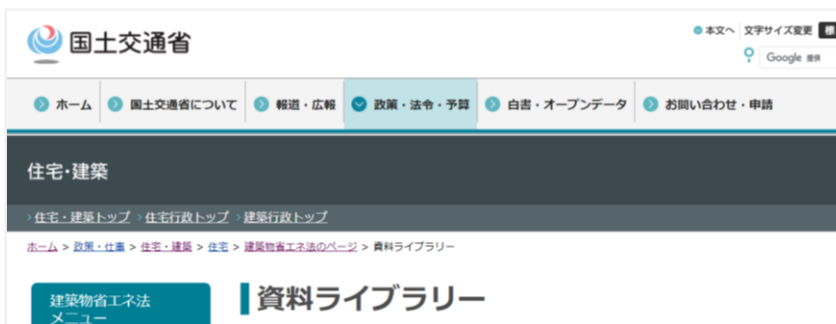 国土交通省
本文へ 文字サイズ変更 標
Google 提供
ホーム 国土交通省について 報道・広報 政策・法令・予算 白書・オープンデータ お問い合わせ・申請
住宅・建築
›住宅・建築トップ ›住宅行政トップ ›建築行政トップ
ホーム > 政策・仕事 > 住宅・建築 > 住宅 > 建築物省エネ法のページ > 資料ライブラリー
建築物省エネ法
メニュー
資料ライブラリー